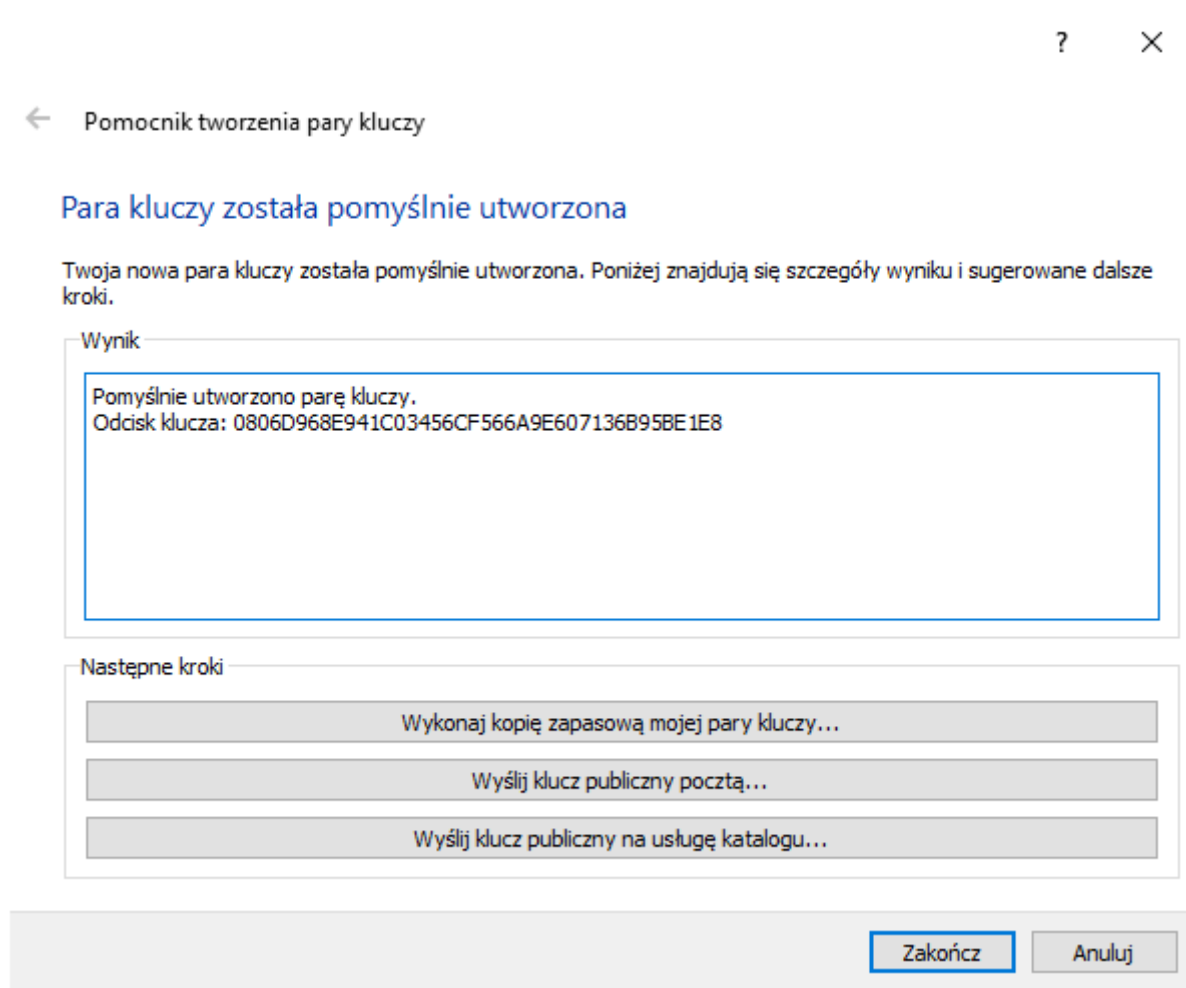 ?
Pomocnik tworzenia pary kluczy
Para kluczy została pomyślnie utworzona
Twoja nowa para kluczy została pomyślnie utworzona. Poniżej znajdują się szczegóły wyniku i sugerowane dalsze
kroki.
Wynik
Pomyślnie utworzono parę kluczy.
Odcisk klucza: 0806D968E941C03456CF566A9E607136B95BE1E8
Następne kroki
Wykonaj kopię zapasową mojej pary kluczy...
Wyślij klucz publiczny pocztą...
Wyślij klucz publiczny na usługę katalogu...
Zakończ
Anuluj